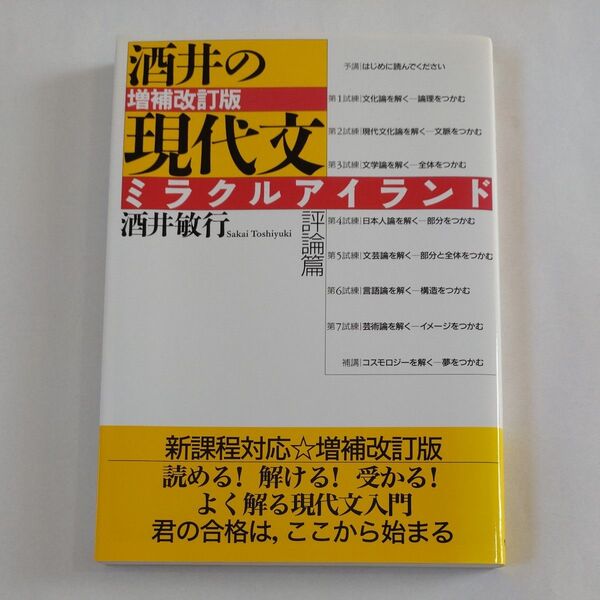 酒井の
増補改訂版
現代文
ミラクルアイランド
評論篇
酒井敏行
Sakai Toshiyuki
予講|はじめに読んでください
第1試練|文化論を解く―論理をつかむ
第2試練|現代文化論を解く―文脈をつかむ
第3試練|文学論を解く―全体をつかむ
第4試練|日本人論を解く―部分をつかむ
第5試練|文芸論を解く―部分と全体をつかむ
第6試練|言語論を解く―構造をつかむ
第7試練|芸術論を解く―イメージをつかむ
補講|コスモロジーを解く―夢をつかむ
新課程対応☆増補改訂版
読める! 解ける! 受かる!
よく解る現代文入門
君の合格は,ここから始まる